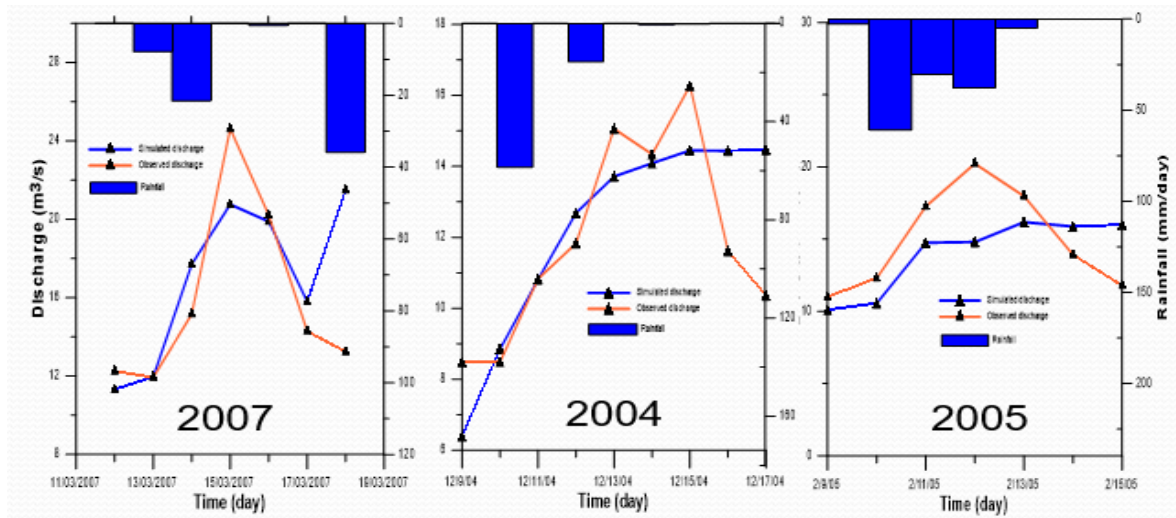 0
18
0
30
0
28
24
20
16
12
8
20
40
60
80
100
120
Simulated discharge
Observed discharge
Rainfall
Discharge (m3/s)
2007
11/03/2007 13/03/2007 15/03/2007 17/03/2007 19/03/2007
Time (day)
16
14
12
10
8
6
40
80
120
160
Simulated discharge
Observed discharge
Rainfall
2004
12/9/04 12/11/04 12/13/04 12/15/04 12/17/04
Time (day)
20
10
0
50
100
150
200
Simulated discharge
Observed discharge
Rainfall
Rainfall (mm/day)
2005
2/9/05 2/11/05 2/13/05 2/15/05
Time (day)